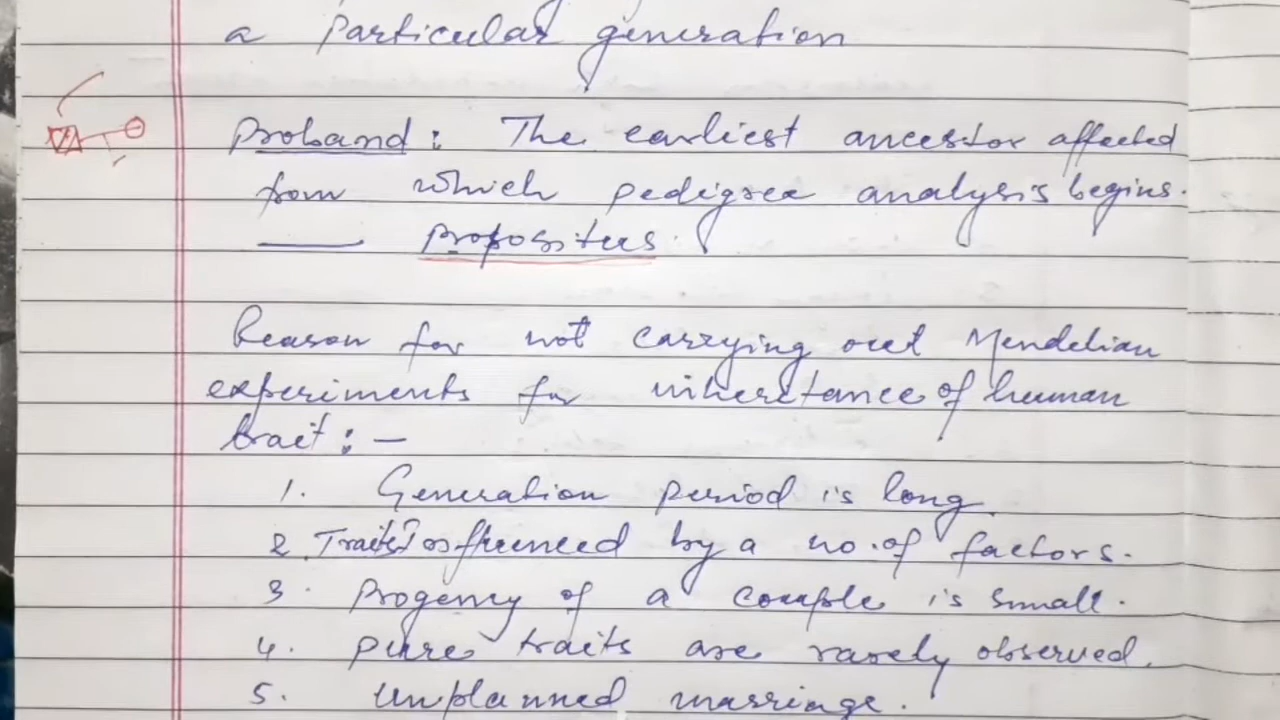 a particular generation
Proband: The earliest ancestor affected
from which pedigree analysis begins.
—— propositus.
Reason for not carrying out Mendelian
experiments for inheritance of human
trait : —
1. Generation period is long.
2. Traits by a no. of factors.
3. Progeny of a couple is small.
4. pure traits are rarely observed.
5. Unplanned marriage.